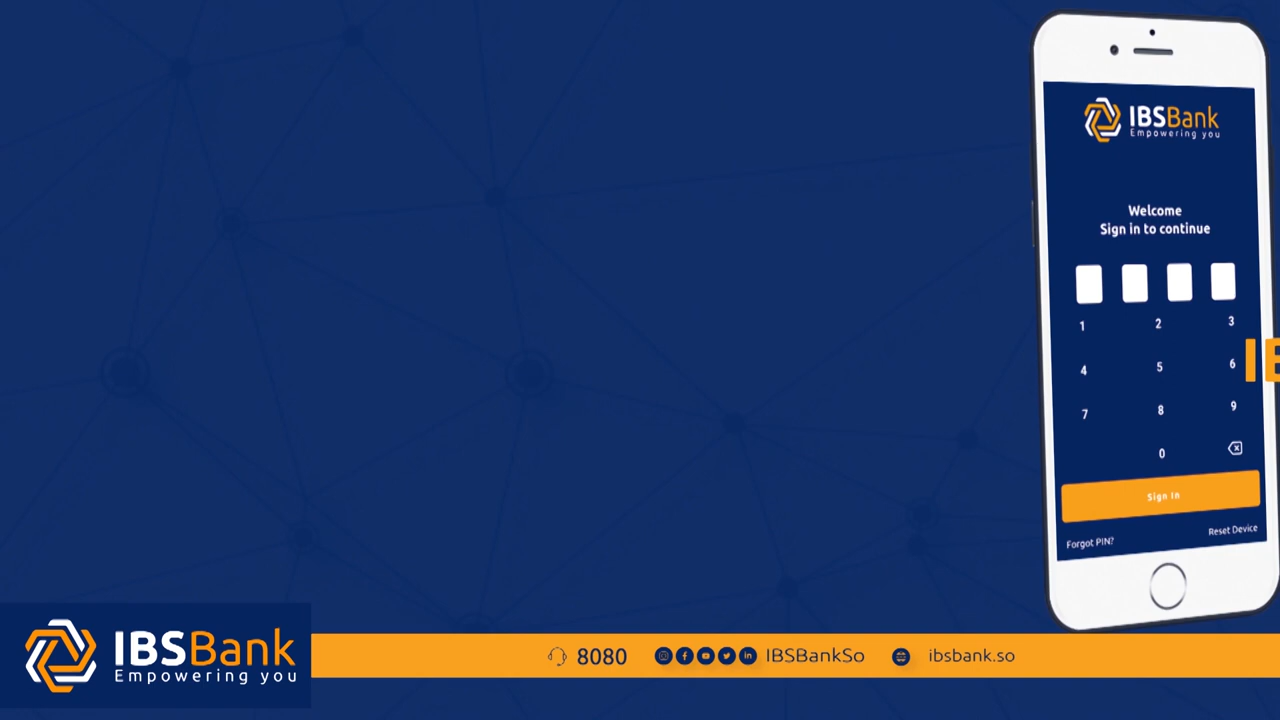 IBSBank
Empowering you
Welcome
Sign in to continue
1 2 3
4 5 6
7 8 9
0
Sign In
Forgot PIN? Reset Device
IBSBank
Empowering you
8080 IBSBankSo ibsbank.so